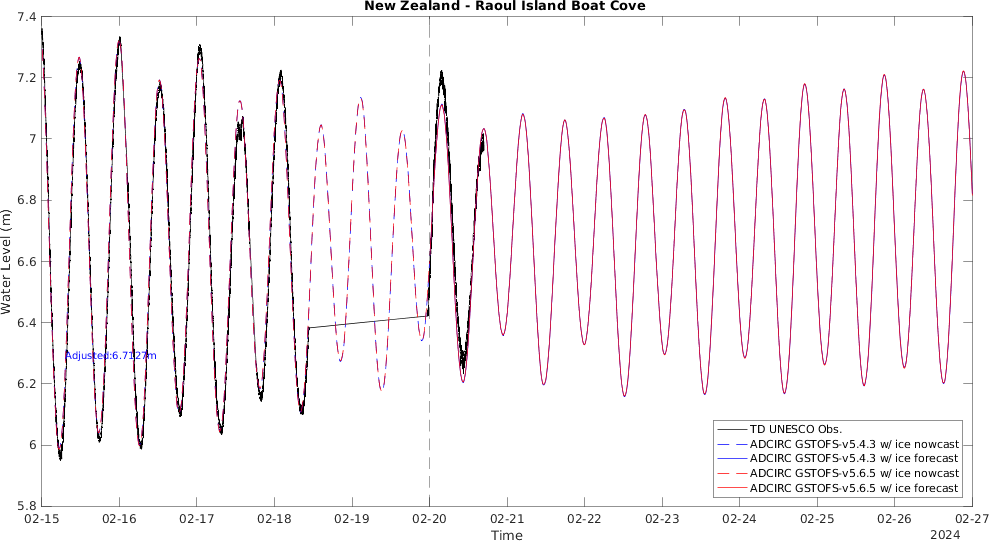 New Zealand - Raoul Island Boat Cove
7.4
7.2
7
6.8
6.6
6.4
6.2
6
5.8
Water Level (m)
Adjusted:6.7127m
TD UNESCO Obs.
ADCIRC GSTOFS-v5.4.3 w/ ice nowcast
ADCIRC GSTOFS-v5.4.3 w/ ice forecast
ADCIRC GSTOFS-v5.6.5 w/ ice nowcast
ADCIRC GSTOFS-v5.6.5 w/ ice forecast
02-15 02-16 02-17 02-18 02-19 02-20 02-21 02-22 02-23 02-24 02-25 02-26 02-27
Time
2024